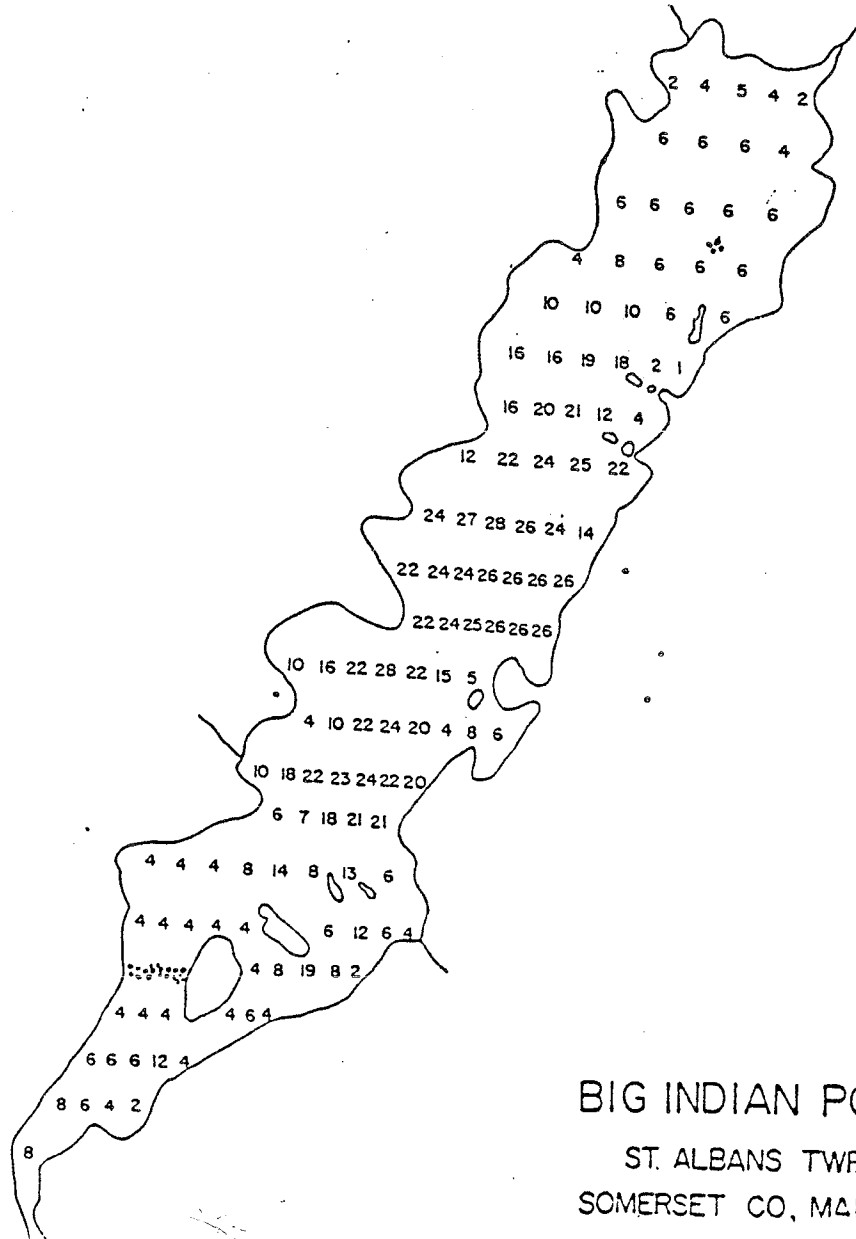 2 4 5 4 2
6 6 6 4
6 6 6 6 6
4 8 6 6 6
10 10 10 6 6
16 16 19 18 2 1
16 20 21 12 4
12 22 24 25 22
24 27 28 26 24 14
22 24 24 26 26 26 26
22 24 25 26 26 26
10 16 22 28 22 15 5
4 10 22 24 20 4 8 6
10 18 22 23 24 22 20
6 7 18 21 21
4 4 4 8 14 8 13 6
4 4 4 4 4 6 12 6 4
4 8 19 8 2
4 4 4 4 6 4
6 6 6 12 4
8 6 4 2
8
BIG INDIAN PO
ST. ALBANS TWP
SOMERSET CO, MA